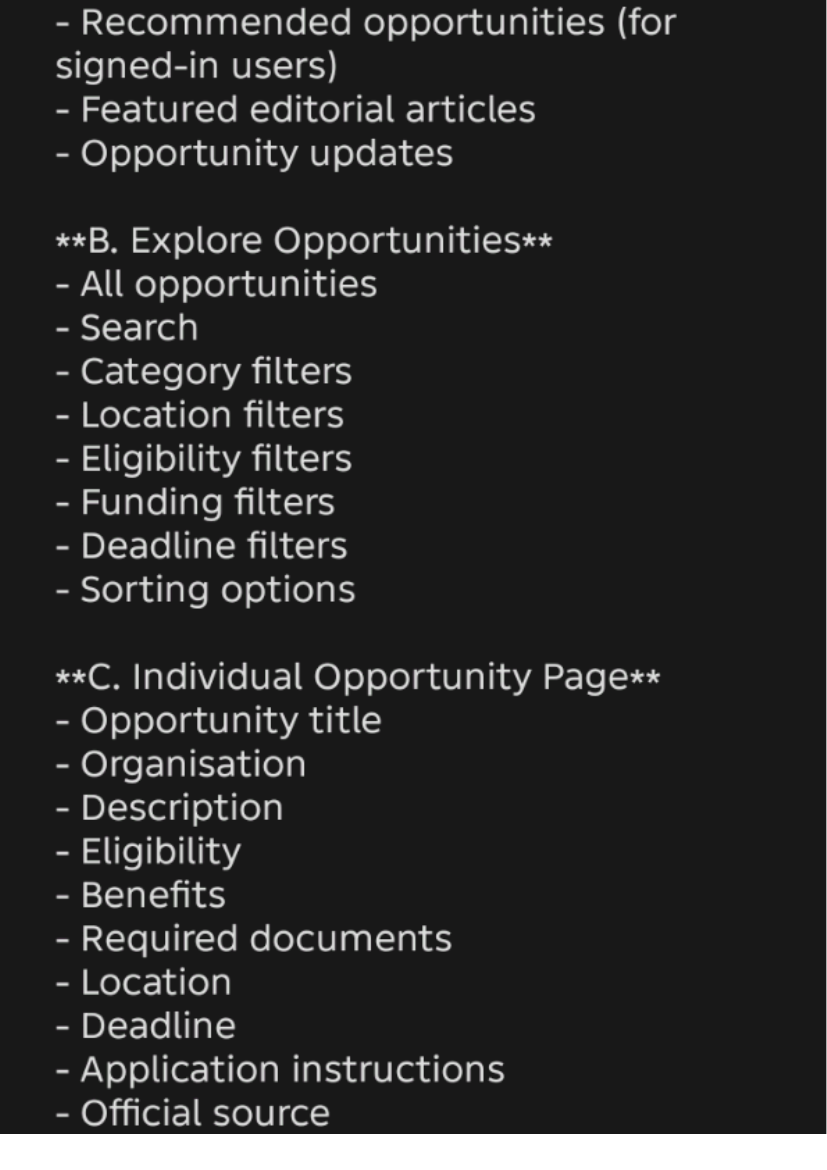 - Recommended opportunities (for
signed-in users)
- Featured editorial articles
- Opportunity updates
**B. Explore Opportunities**
- All opportunities
- Search
- Category filters
- Location filters
- Eligibility filters
- Funding filters
- Deadline filters
- Sorting options
**C. Individual Opportunity Page**
- Opportunity title
- Organisation
- Description
- Eligibility
- Benefits
- Required documents
- Location
- Deadline
- Application instructions
- Official source